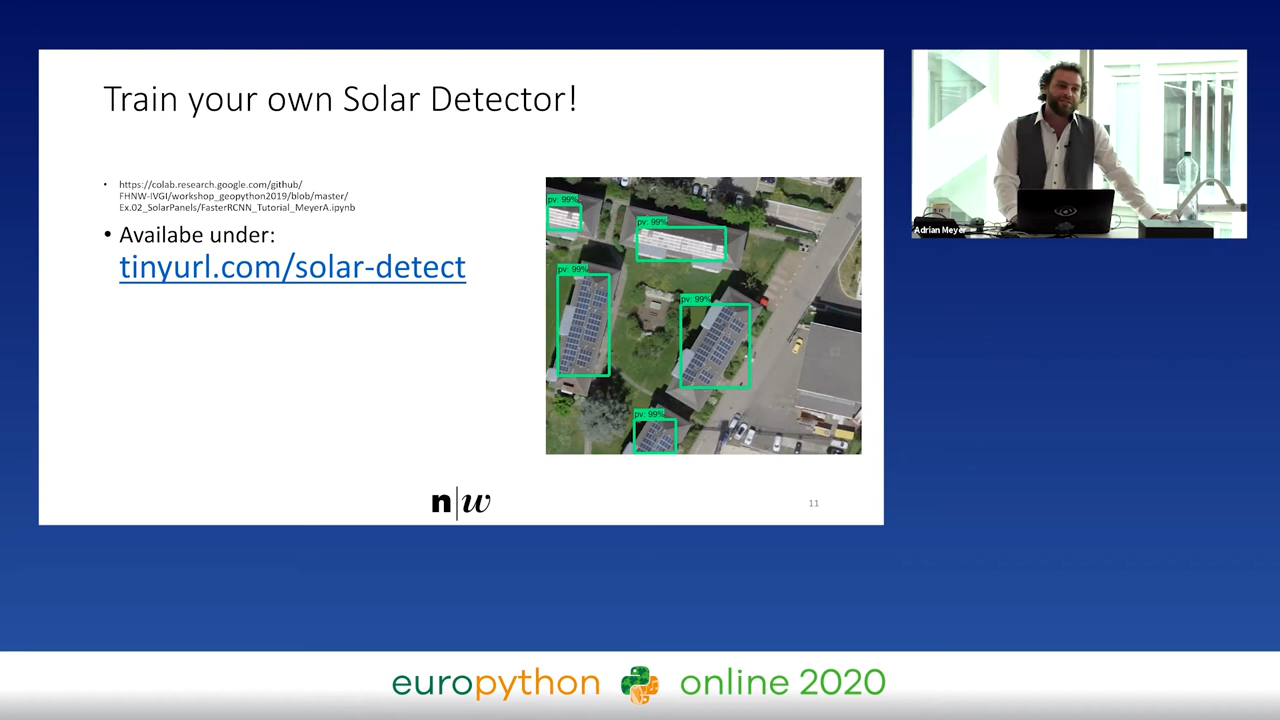 Train your own Solar Detector!
• https://colab.research.google.com/github/
FHNW-IVGI/workshop_geopython2019/blob/master/
Ex.02_SolarPanels/FasterRCNN_Tutorial_MeyerA.ipynb
• Availabe under:
tinyurl.com/solar-detect
pv: 99%
pv: 99%
pv: 99%
pv: 99%
pv: 99%
n|w
11
Adrian Meyer
europython online 2020